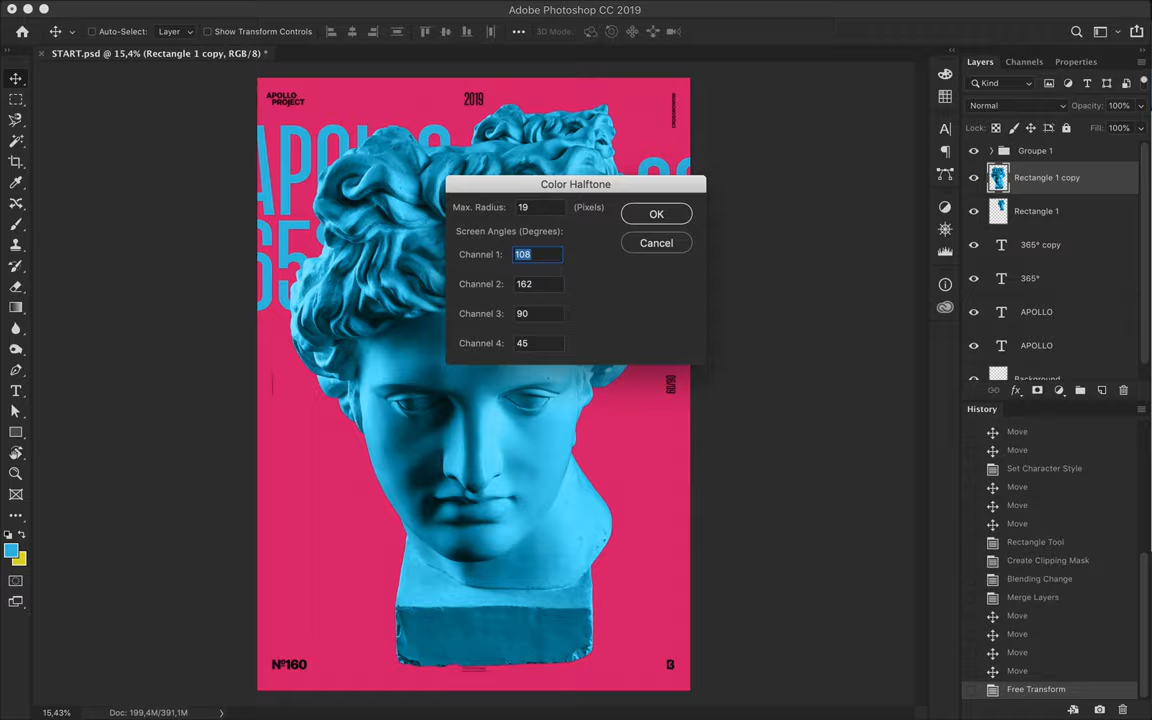 Adobe Photoshop CC 2019
Auto-Select: Layer Show Transform Controls 3D Mode:
START.psd @ 15,4% (Rectangle 1 copy, RGB/8) *
APOLLO
PROJECT
2019
APOLLO
365°
Color Halftone
Max. Radius: 19 (Pixels)
OK
Screen Angles (Degrees):
Cancel
Channel 1: 108
Channel 2: 162
Channel 3: 90
Channel 4: 45
09/06
Nº160
Layers Channels Properties
Kind
Normal Opacity: 100%
Lock: Fill: 100%
Groupe 1
Rectangle 1 copy
Rectangle 1
365° copy
365°
APOLLO
APOLLO
Background
History
Move
Move
Set Character Style
Move
Move
Move
Rectangle Tool
Create Clipping Mask
Blending Change
Merge Layers
Move
Move
Move
Move
Free Transform
15,43% Doc: 199,4M/391,1M